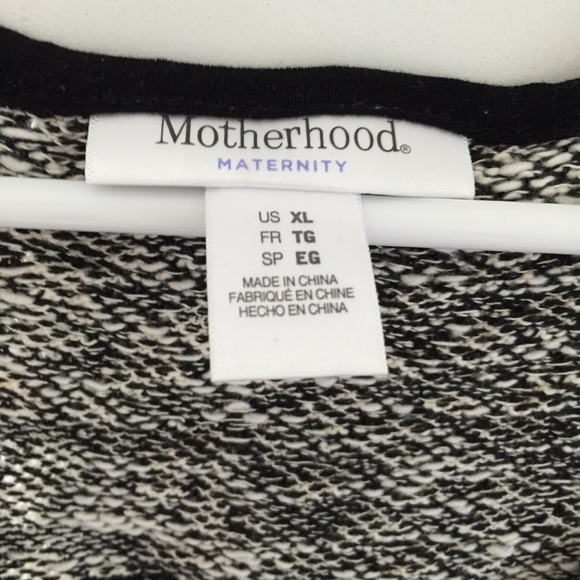 Motherhood®
MATERNITY
US XL
FR TG
SP EG
MADE IN CHINA
FABRIQUÉ EN CHINE
HECHO EN CHINA